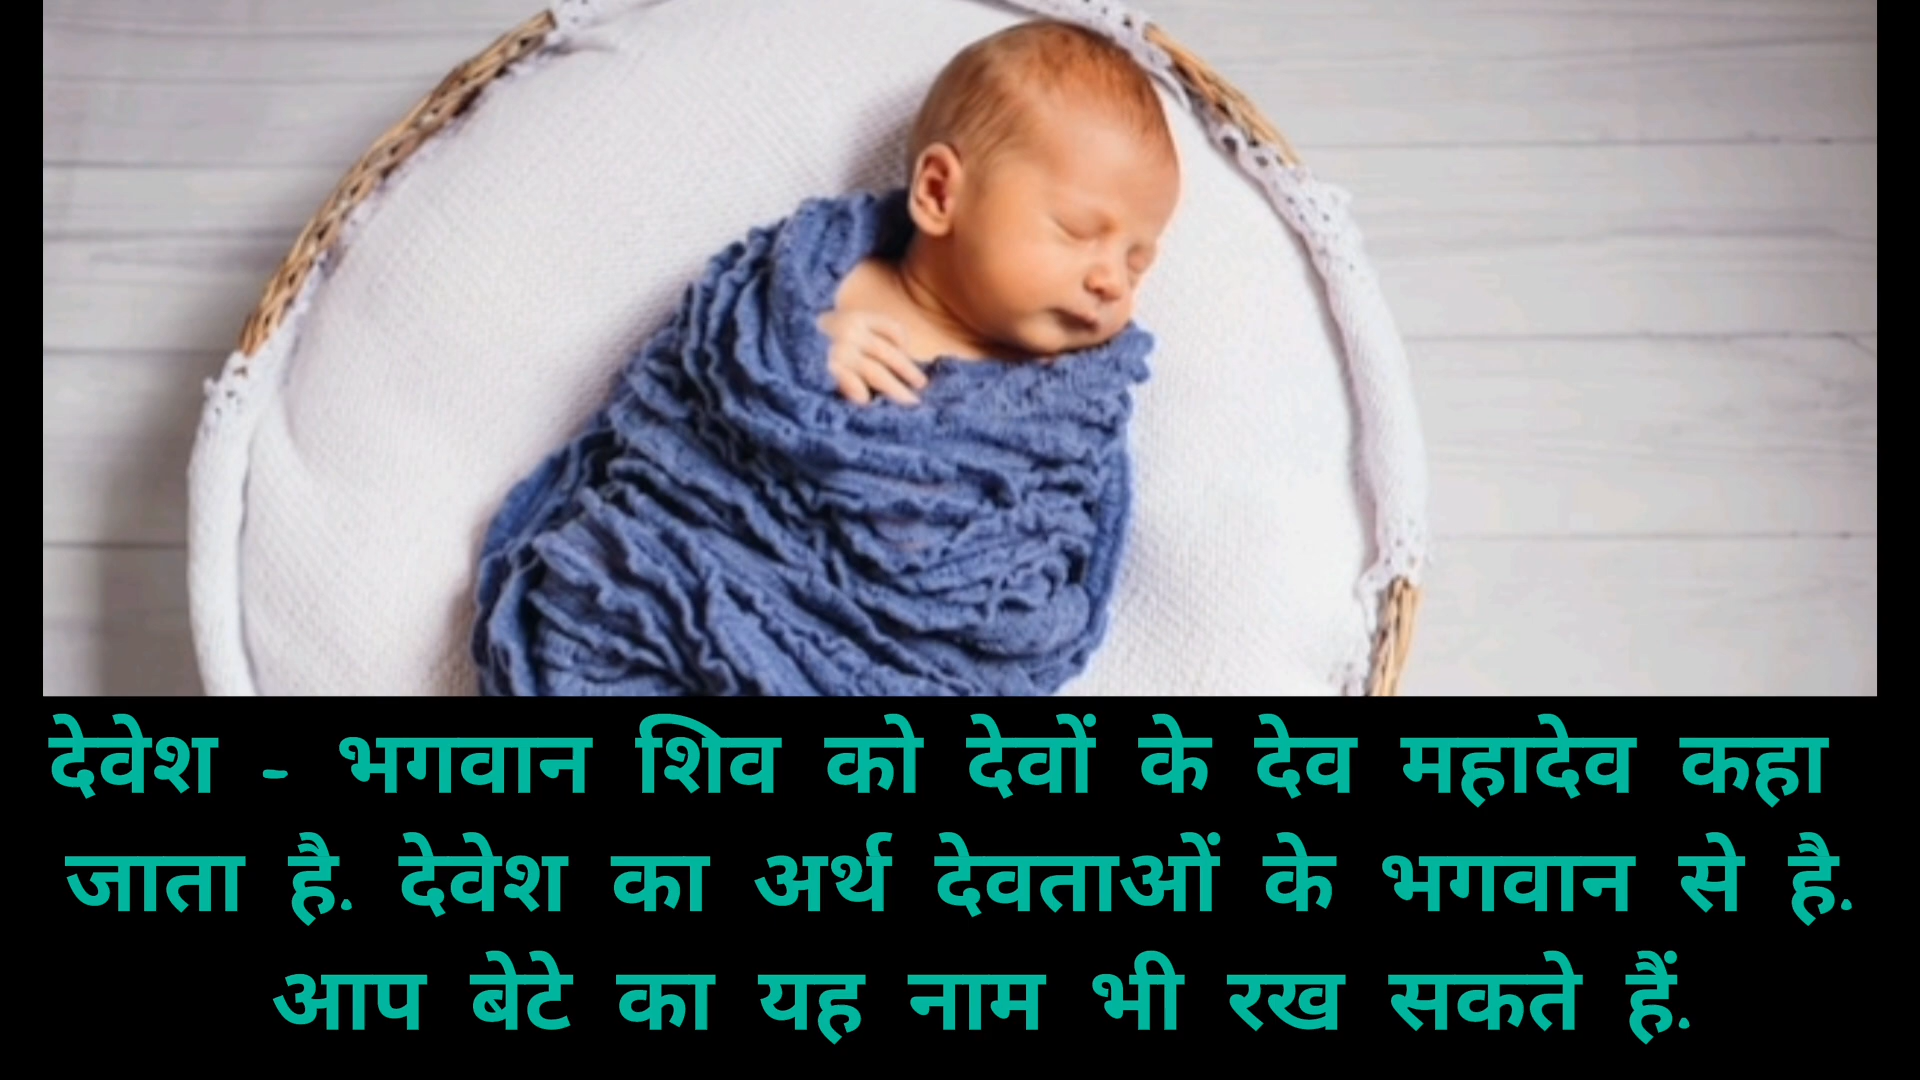 देवेश - भगवान शिव को देवों के देव महादेव कहा
जाता है. देवेश का अर्थ देवताओं के भगवान से है.
आप बेटे का यह नाम भी रख सकते हैं.